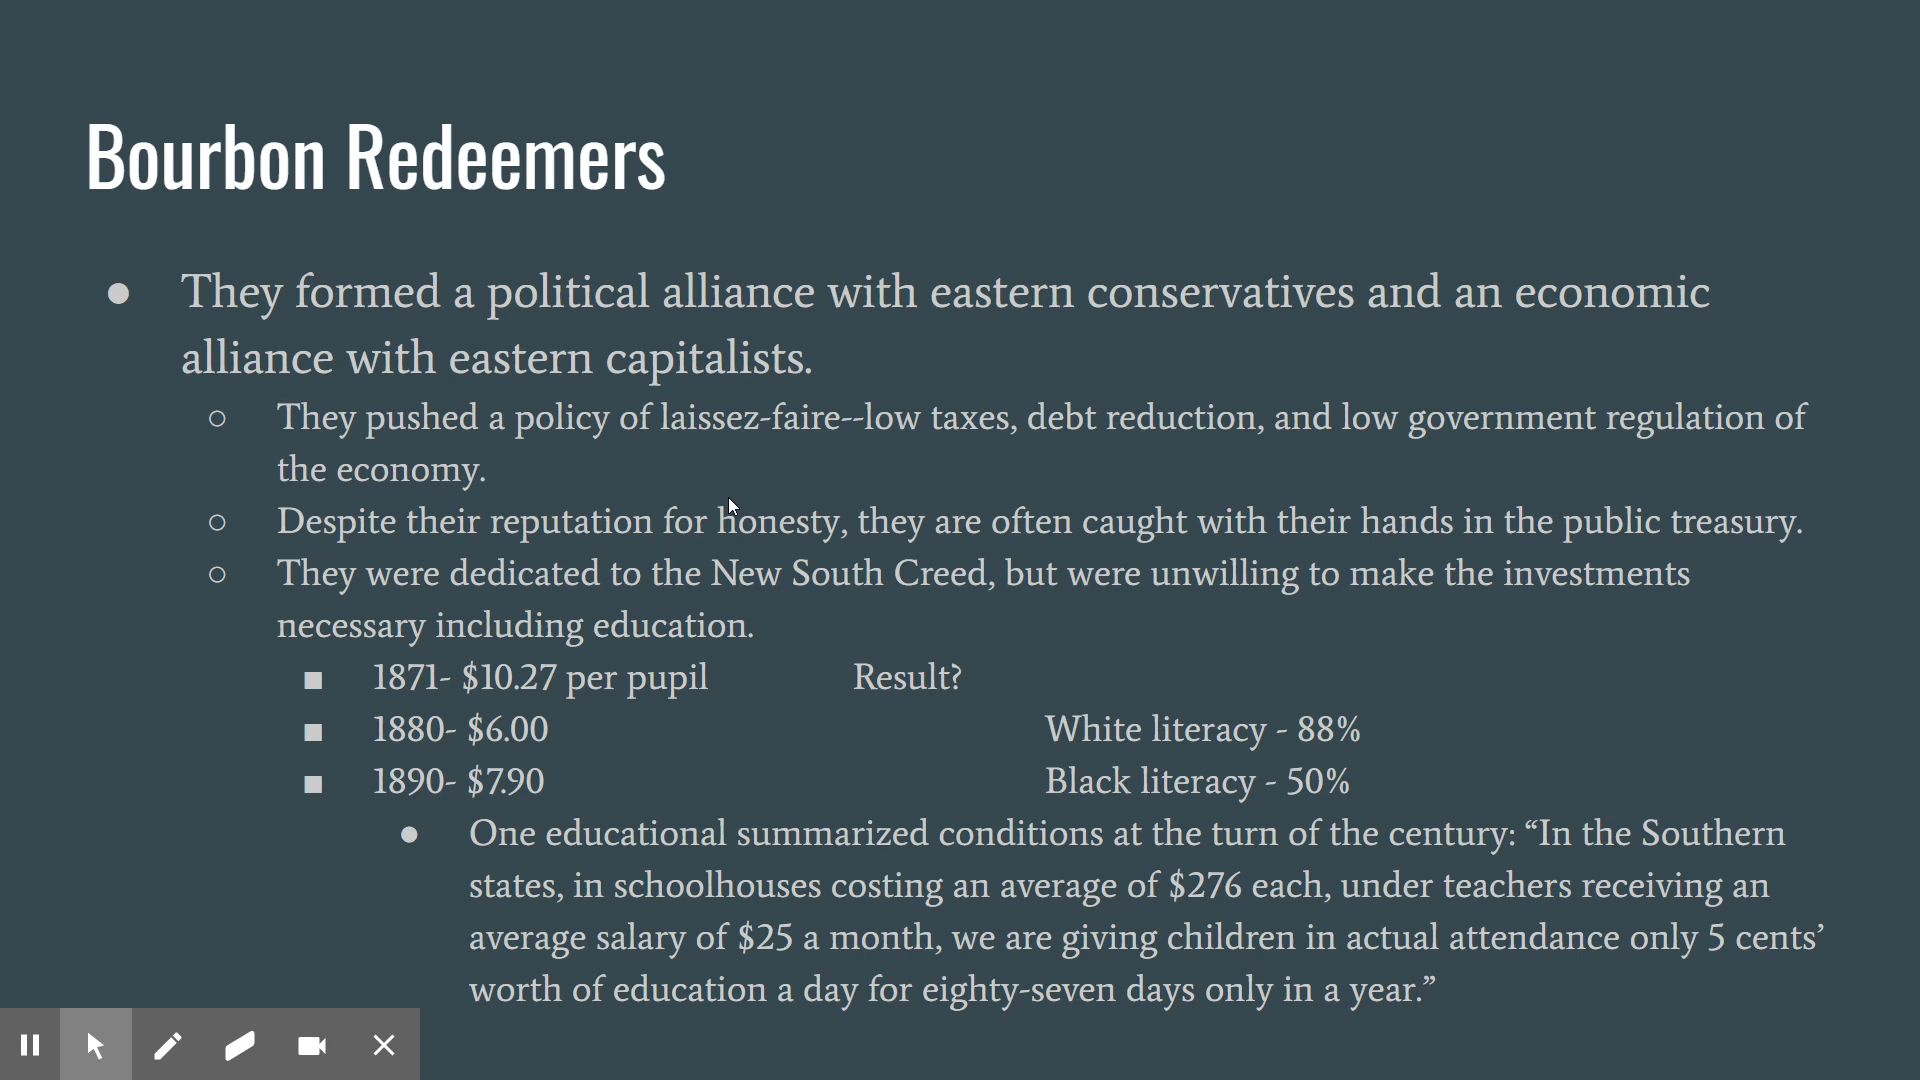 Bourbon Redeemers
● They formed a political alliance with eastern conservatives and an economic
alliance with eastern capitalists.
○ They pushed a policy of laissez-faire--low taxes, debt reduction, and low government regulation of
the economy.
○ Despite their reputation for honesty, they are often caught with their hands in the public treasury.
○ They were dedicated to the New South Creed, but were unwilling to make the investments
necessary including education.
■ 1871- $10.27 per pupil Result?
■ 1880- $6.00 White literacy - 88%
■ 1890- $7.90 Black literacy - 50%
● One educational summarized conditions at the turn of the century: “In the Southern
states, in schoolhouses costing an average of $276 each, under teachers receiving an
average salary of $25 a month, we are giving children in actual attendance only 5 cents’
worth of education a day for eighty-seven days only in a year.”